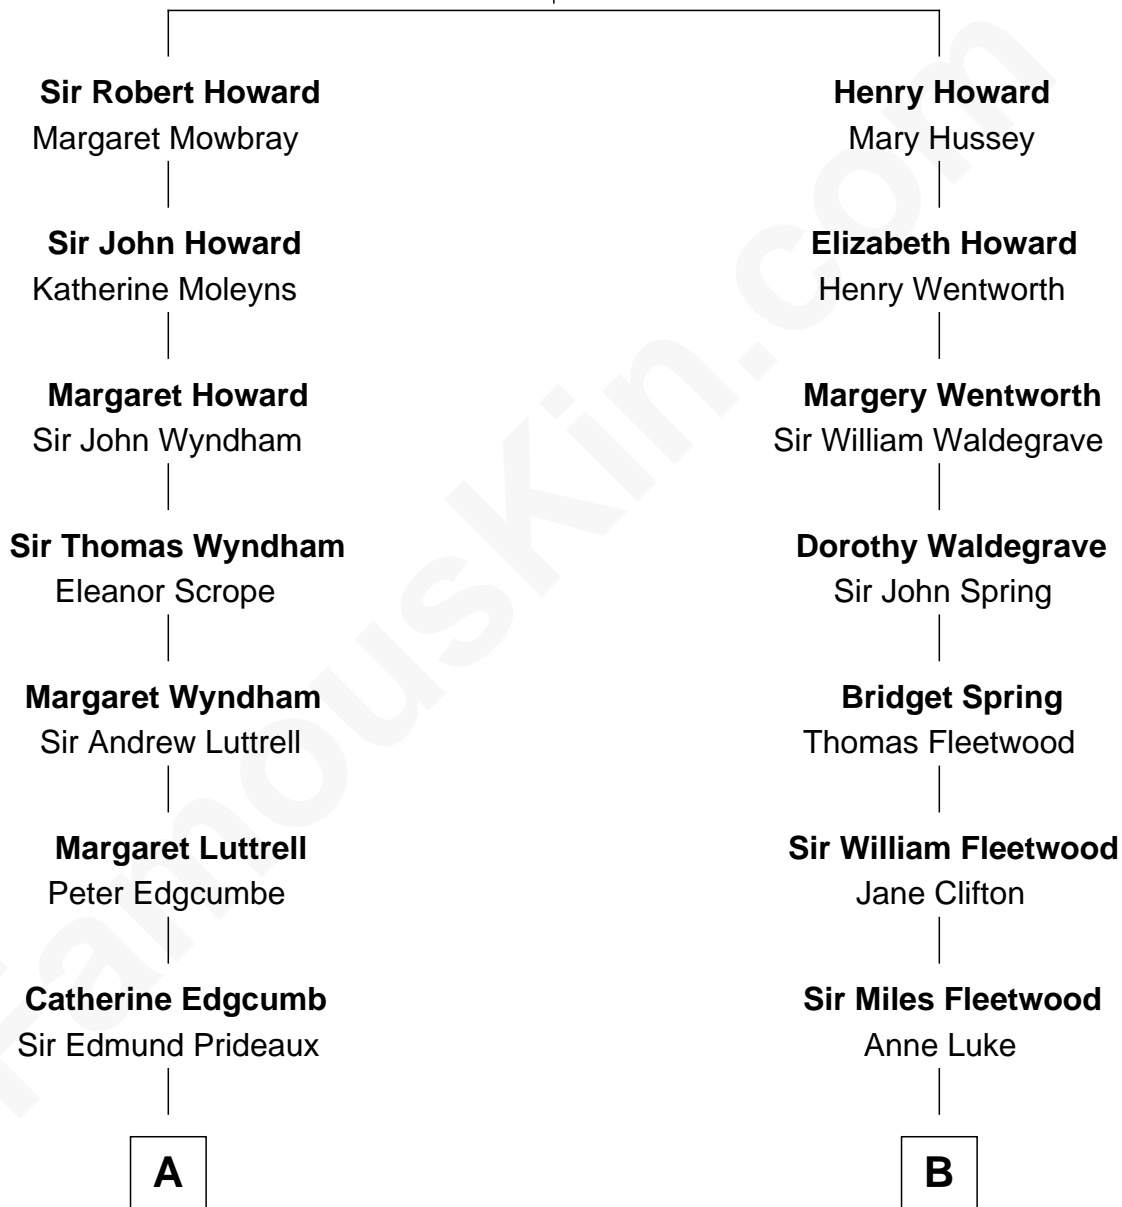 Sir Robert Howard
Margaret Mowbray
Sir John Howard
Katherine Moleyns
Margaret Howard
Sir John Wyndham
Sir Thomas Wyndham
Eleanor Scrope
Margaret Wyndham
Sir Andrew Luttrell
Margaret Luttrell
Peter Edgcumbe
Catherine Edgcumb
Sir Edmund Prideaux
A
Henry Howard
Mary Hussey
Elizabeth Howard
Henry Wentworth
Margery Wentworth
Sir William Waldegrave
Dorothy Waldegrave
Sir John Spring
Bridget Spring
Thomas Fleetwood
Sir William Fleetwood
Jane Clifton
Sir Miles Fleetwood
Anne Luke
B
FamousKin.com